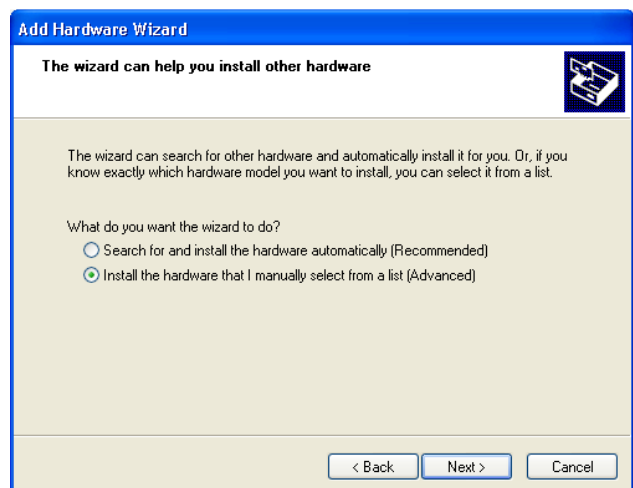 Add Hardware Wizard
The wizard can help you install other hardware
The wizard can search for other hardware and automatically install it for you. Or, if you
know exactly which hardware model you want to install, you can select it from a list.
What do you want the wizard to do?
Search for and install the hardware automatically (Recommended)
Install the hardware that I manually select from a list (Advanced)
< Back Next > Cancel